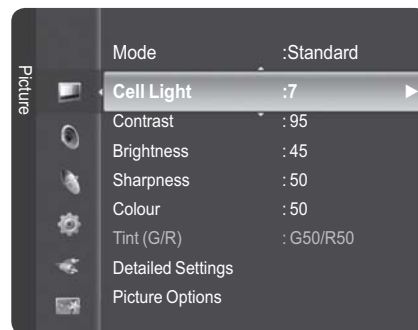 Picture
Mode :Standard
Cell Light :7
Contrast : 95
Brightness : 45
Sharpness : 50
Colour : 50
Tint (G/R) : G50/R50
Detailed Settings
Picture Options